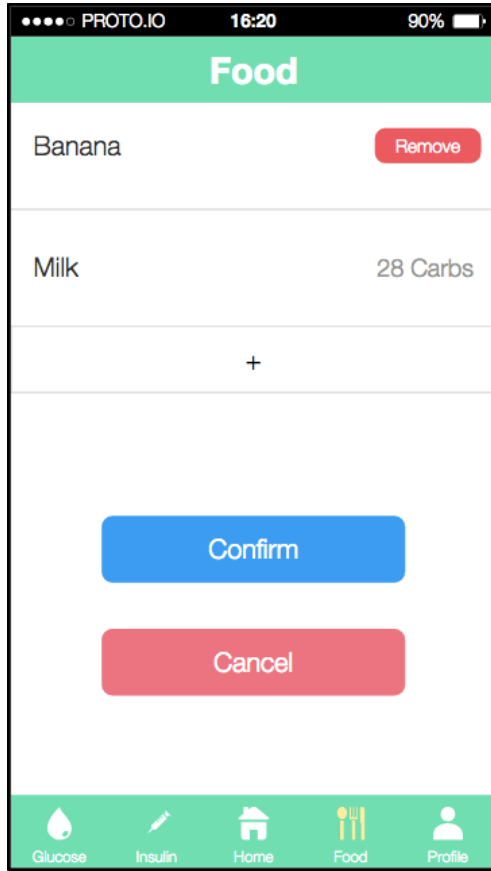 PROTO.IO 16:20 90%
Food
Banana Remove
Milk 28 Carbs
+
Confirm
Cancel
Glucose Insulin Home Food Profile